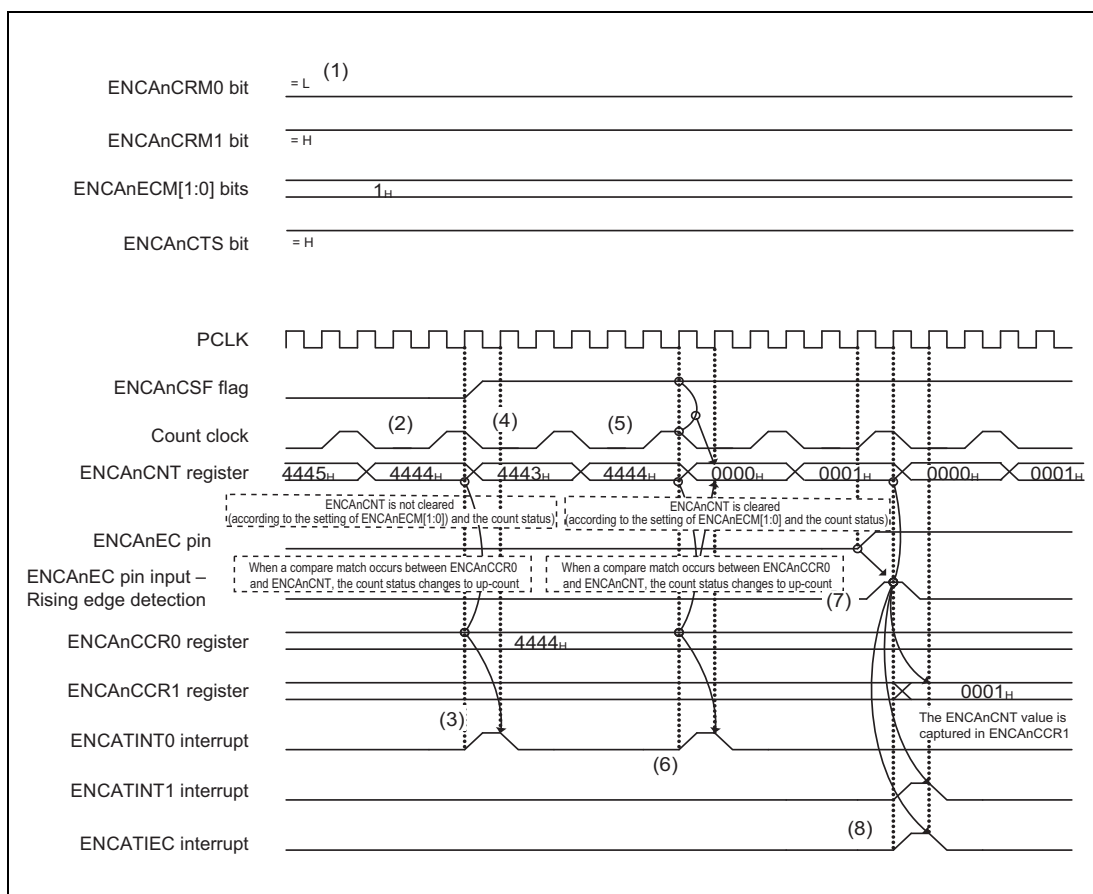 ENCAnCRM0 bit
= L
(1)
ENCAnCRM1 bit
= H
ENCAnECM[1:0] bits
1H
ENCAnCTS bit
= H
PCLK
ENCAnCSF flag
Count clock
(2)
(4)
(5)
ENCAnCNT register
4445H
4444H
4443H
4444H
0000H
0001H
0000H
0001H
ENCAnCNT is not cleared
(according to the setting of ENCAnECM[1:0]) and the count status)
ENCAnCNT is cleared
(according to the setting of ENCAnECM[1:0] and the count status)
ENCAnEC pin
When a compare match occurs between ENCAnCCR0
and ENCAnCNT, the count status changes to up-count
When a compare match occurs between ENCAnCCR0
and ENCAnCNT, the count status changes to up-count
ENCAnEC pin input –
Rising edge detection
(7)
ENCAnCCR0 register
4444H
ENCAnCCR1 register
0001H
The ENCAnCNT value is
captured in ENCAnCCR1
(3)
ENCATINT0 interrupt
(6)
ENCATINT1 interrupt
ENCATIEC interrupt
(8)